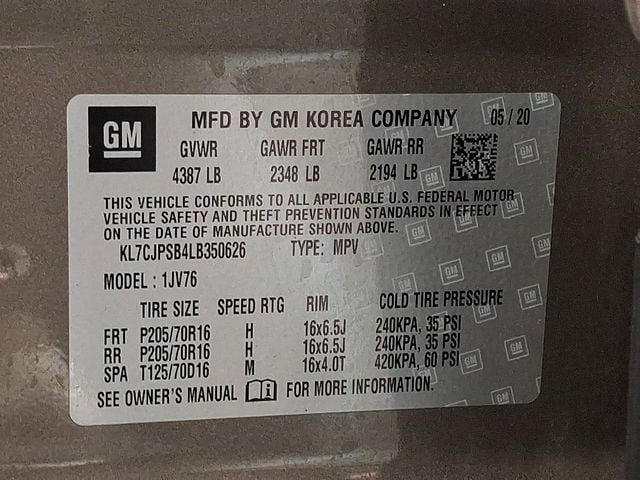 GM
MFD BY GM KOREA COMPANY 05/20
GVWR GAWR FRT GAWR RR
4387 LB 2348 LB 2194 LB
THIS VEHICLE CONFORMS TO ALL APPLICABLE U.S. FEDERAL MOTOR
VEHICLE SAFETY AND THEFT PREVENTION STANDARDS IN EFFECT
ON THE DATE OF MANUFACTURE SHOWN ABOVE.
KL7CJPSB4LB350626 TYPE: MPV
MODEL : 1JV76
TIRE SIZE SPEED RTG RIM COLD TIRE PRESSURE
FRT P205/70R16 H 16x6.5J 240KPA, 35 PSI
RR P205/70R16 H 16x6.5J 240KPA, 35 PSI
SPA T125/70D16 M 16x4.0T 420KPA, 60 PSI
SEE OWNER'S MANUAL FOR MORE INFORMATION.